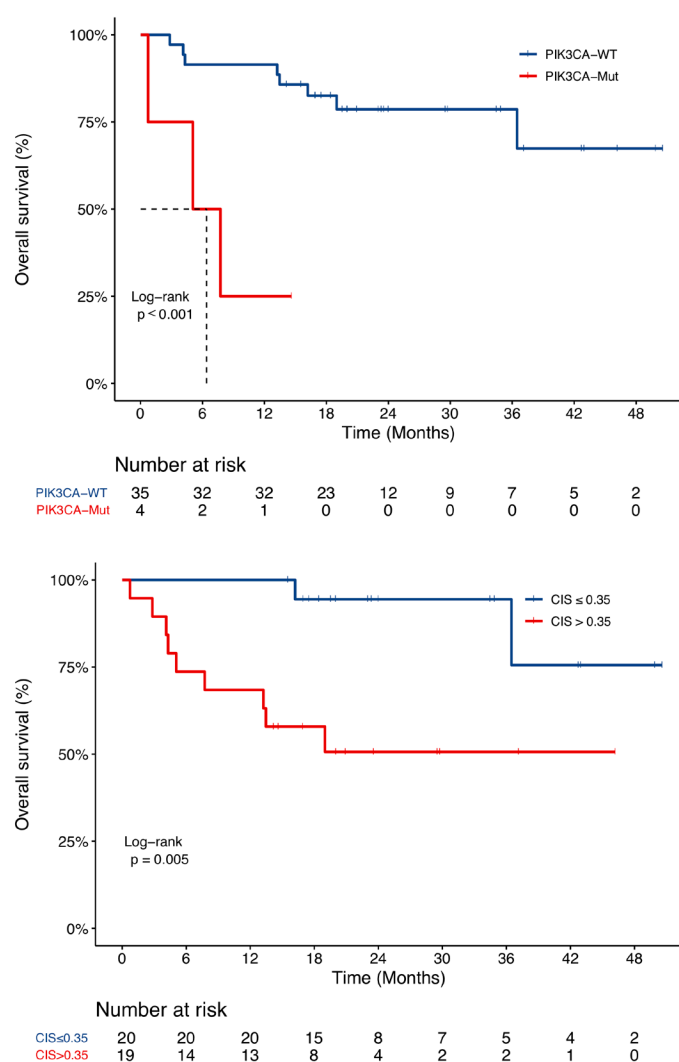 100%
75%
50%
25%
0%
Overall survival (%)
PIK3CA−WT
PIK3CA−Mut
Log−rank
p < 0.001
0 6 12 18 24 30 36 42 48
Time (Months)
Number at risk
PIK3CA−WT 35 32 32 23 12 9 7 5 2
PIK3CA−Mut 4 2 1 0 0 0 0 0 0
100%
75%
50%
25%
0%
Overall survival (%)
CIS ≤ 0.35
CIS > 0.35
Log−rank
p = 0.005
0 6 12 18 24 30 36 42 48
Time (Months)
Number at risk
CIS≤0.35 20 20 20 15 8 7 5 4 2
CIS>0.35 19 14 13 8 4 2 2 1 0